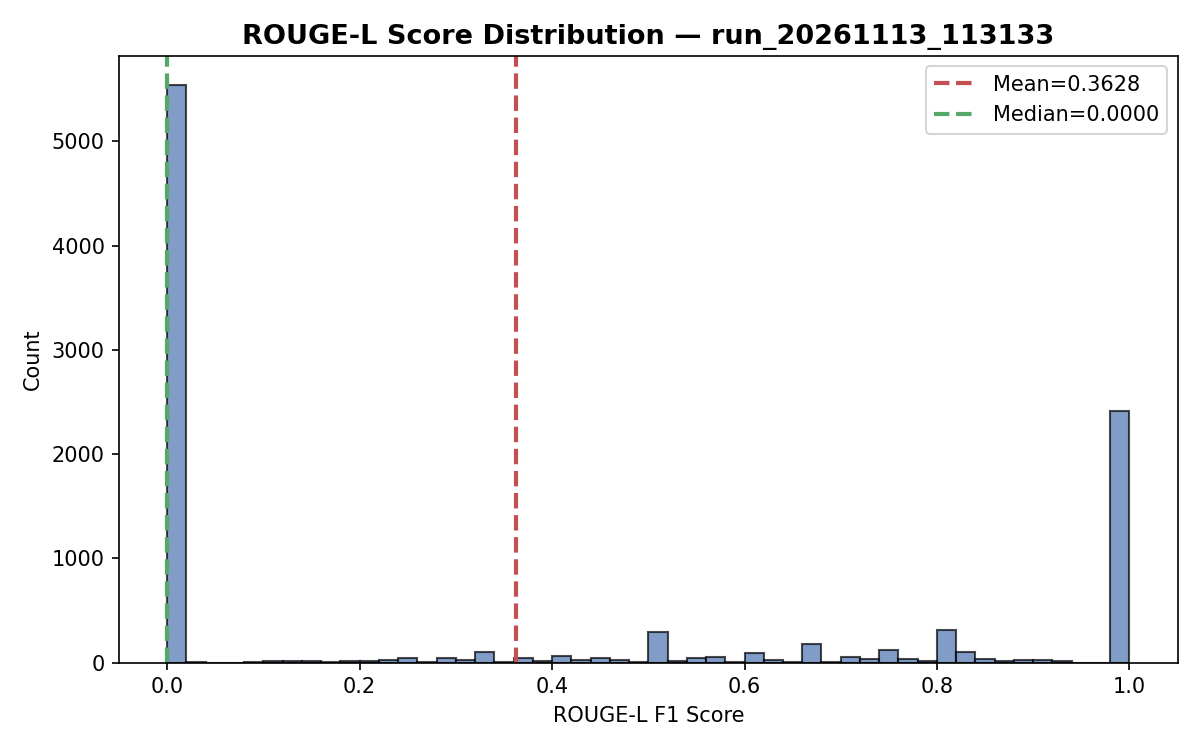 ROUGE-L Score Distribution — run_20261113_113133
Mean=0.3628
Median=0.0000
Count
5000
4000
3000
2000
1000
0
0.0 0.2 0.4 0.6 0.8 1.0
ROUGE-L F1 Score